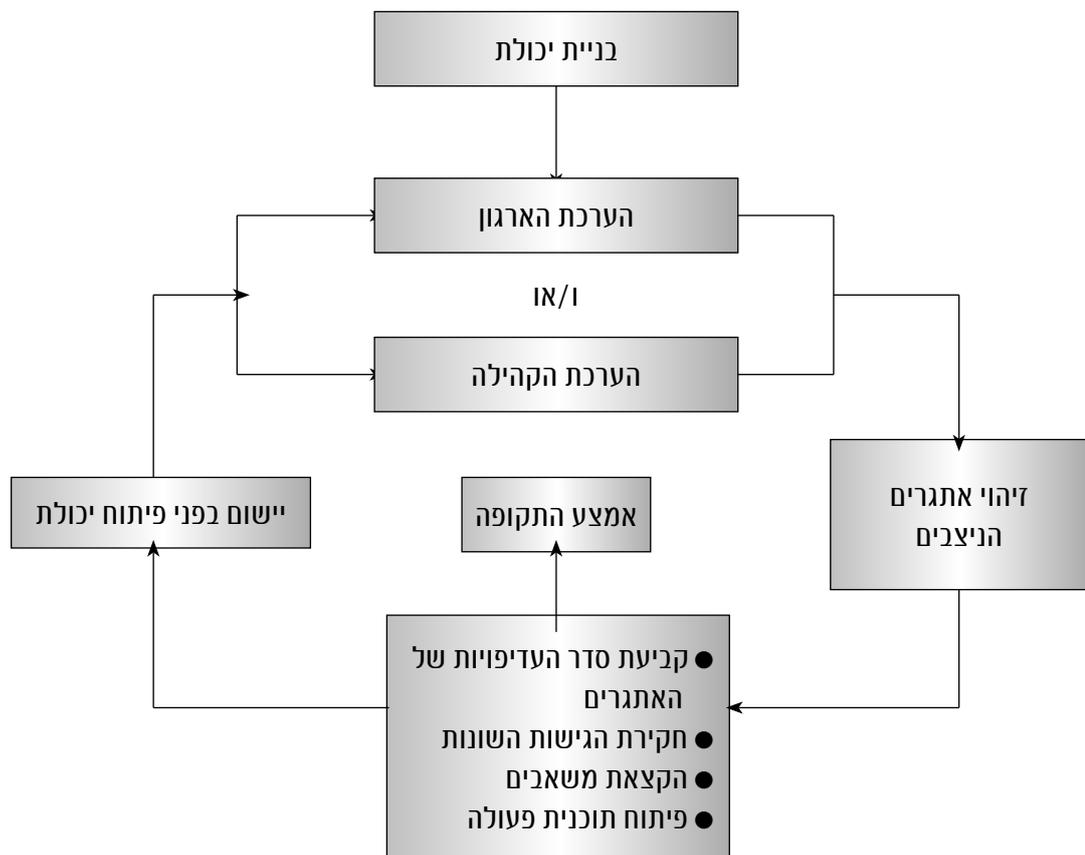 בניית יכולת
הערכת הארגון
ו/או
הערכת הקהילה
זיהוי אתגרים
הניצבים
אמצע התקופה
יישום בפני פיתוח יכולת
● קביעת סדר העדיפויות של
האתגרים
● חקירת הגישות השונות
● הקצאת משאבים
● פיתוח תוכנית פעולה